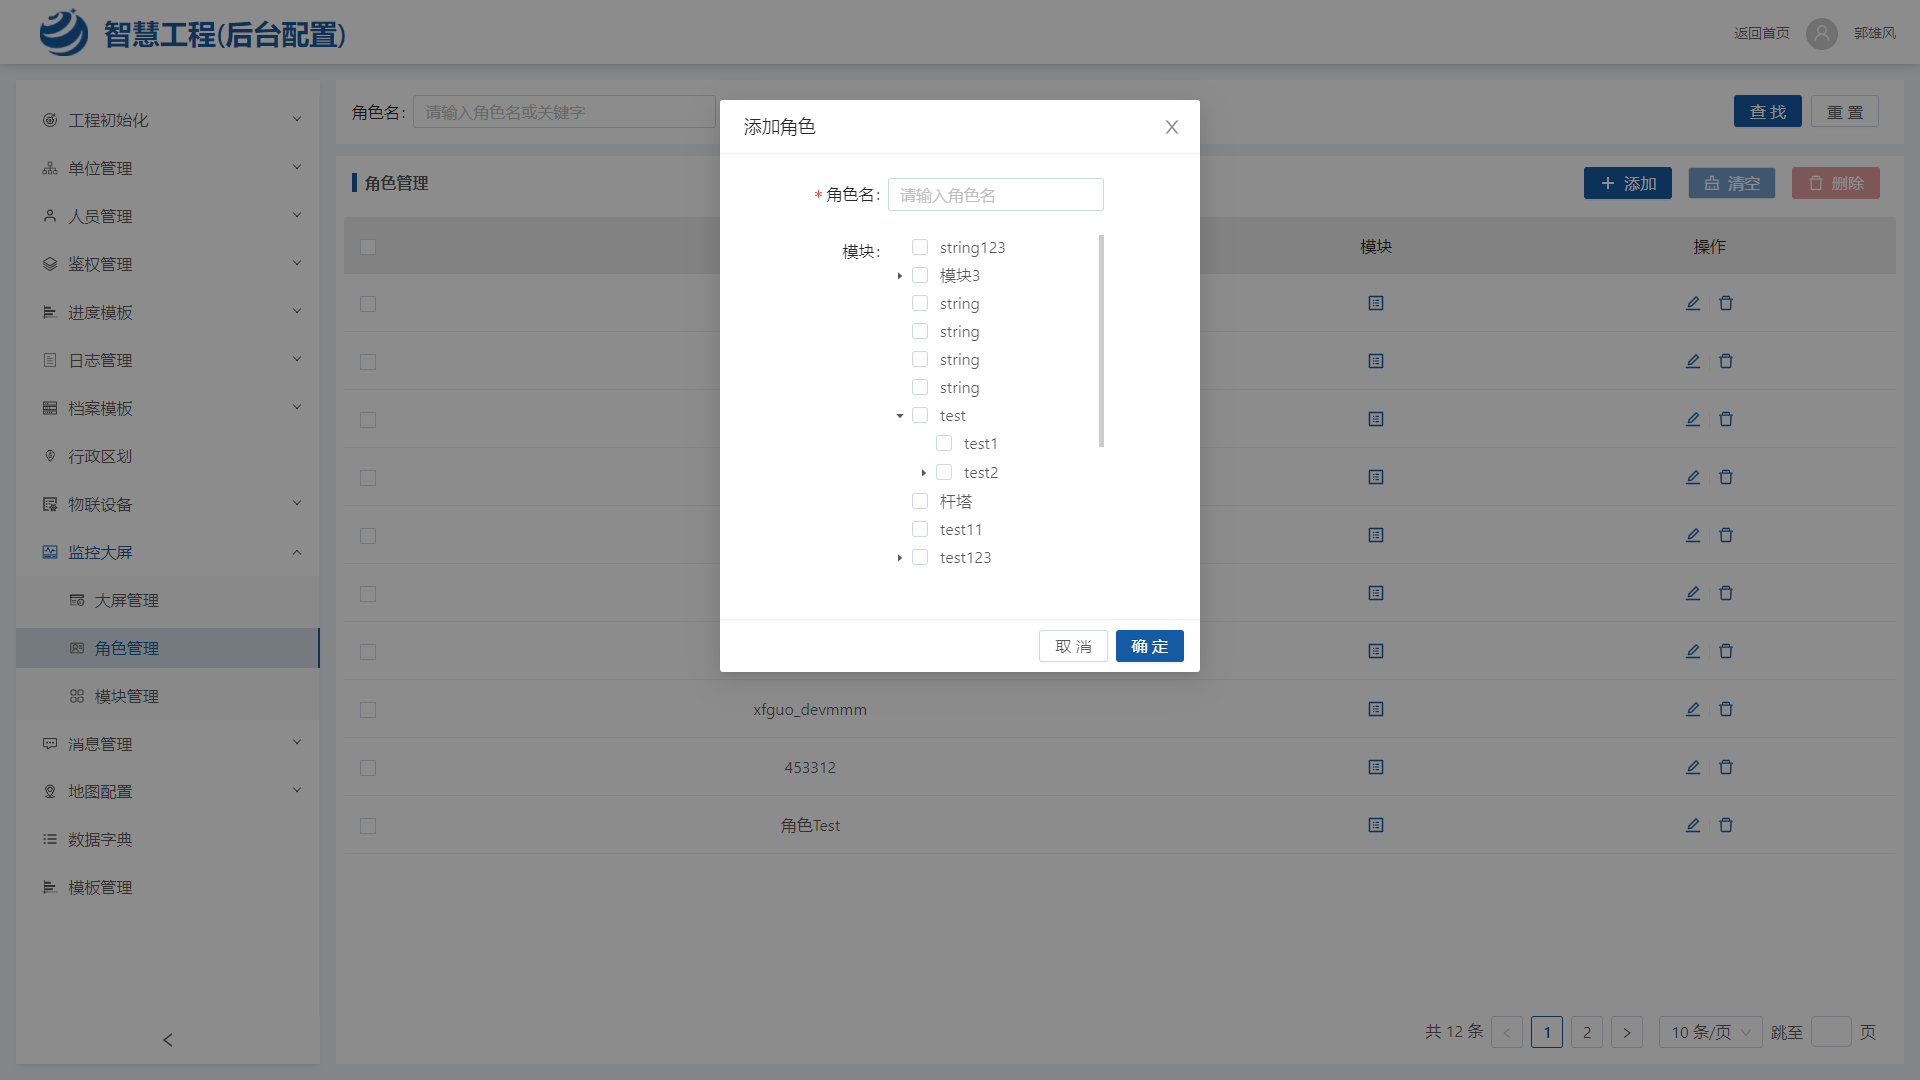 智慧工程(后台配置)
返回首页
郭雄风
工程初始化
单位管理
人员管理
鉴权管理
进度模板
日志管理
档案模板
行政区划
物联设备
监控大屏
大屏管理
角色管理
模块管理
消息管理
地图配置
数据字典
模板管理
角色名:
请输入角色名或关键字
查 找
重 置
角色管理
添加
清空
删除
模块
操作
xfguo_devmmm
453312
角色Test
共 12 条
1
2
10 条/页
跳至
页
添加角色
* 角色名:
请输入角色名
模块:
string123
模块3
string
string
string
string
test
test1
test2
杆塔
test11
test123
取 消
确 定